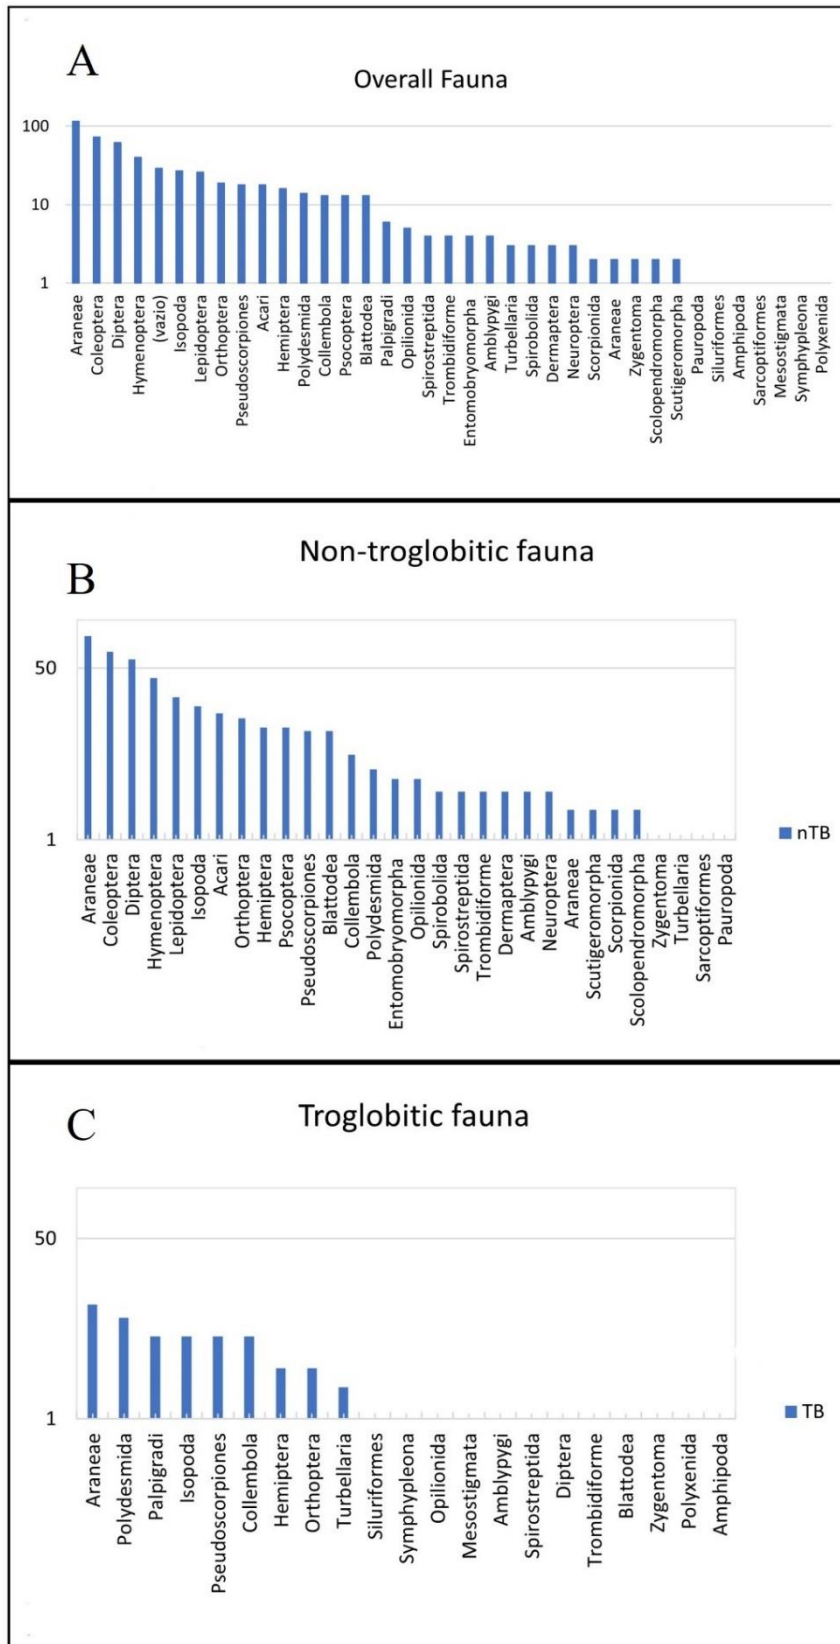 A
Overall Fauna
100
10
1
Araneae
Coleoptera
Diptera
Hymenoptera
(vazio)
Isopoda
Lepidoptera
Orthoptera
Pseudoscorpiones
Acari
Hemiptera
Polydesmida
Collembola
Psocoptera
Blattodea
Palpigradi
Opilionida
Spirostreptida
Trombidiforme
Entomobryomorpha
Amblypygi
Turbellaria
Spirobolida
Dermaptera
Neuroptera
Scorpionida
Araneae
Zygentoma
Scolopendromorpha
Scutigeromorpha
Pauropoda
Siluriformes
Amphipoda
Sarcoptiformes
Mesostigmata
Symphypleona
Polyxenida
B
Non-troglobitic fauna
50
1
Araneae
Coleoptera
Diptera
Hymenoptera
Lepidoptera
Isopoda
Acari
Orthoptera
Hemiptera
Psocoptera
Pseudoscorpiones
Blattodea
Collembola
Polydesmida
Entomobryomorpha
Opilionida
Spirobolida
Spirostreptida
Trombidiforme
Dermaptera
Amblypygi
Neuroptera
Araneae
Scutigeromorpha
Scorpionida
Scolopendromorpha
Zygentoma
Turbellaria
Sarcoptiformes
Pauropoda
nTB
C
Troglobitic fauna
50
1
Araneae
Polydesmida
Palpigradi
Isopoda
Pseudoscorpiones
Collembola
Hemiptera
Orthoptera
Turbellaria
Siluriformes
Symphypleona
Opilionida
Mesostigmata
Amblypygi
Spirostreptida
Diptera
Trombidiforme
Blattodea
Zygentoma
Polyxenida
Amphipoda
TB